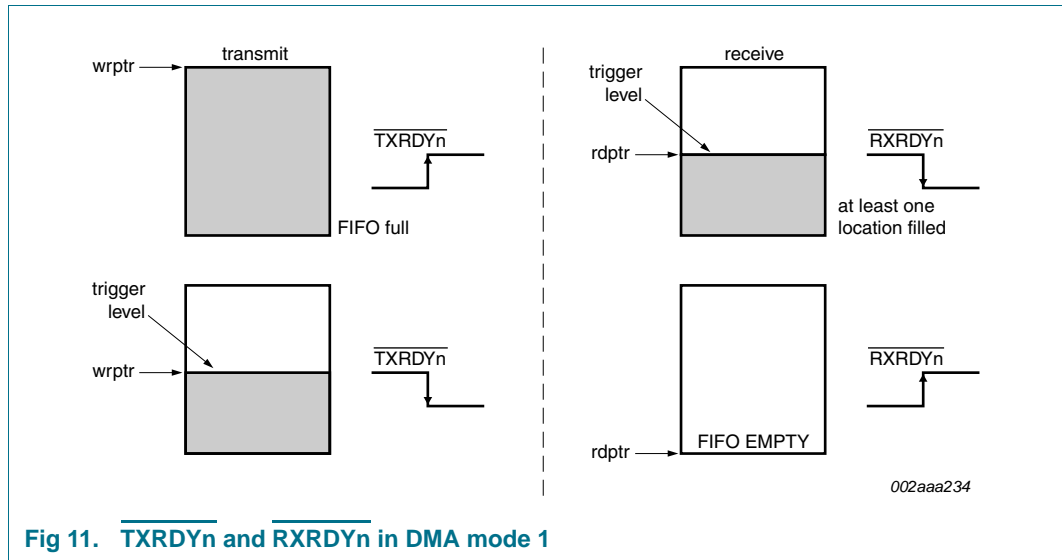 transmit
wrptr
TXRDYn
FIFO full
trigger
level
wrptr
TXRDYn
receive
trigger
level
rdptr
RXRDYn
at least one
location filled
RXRDYn
FIFO EMPTY
rdptr
002aaa234
Fig 11. TXRDYn and RXRDYn in DMA mode 1